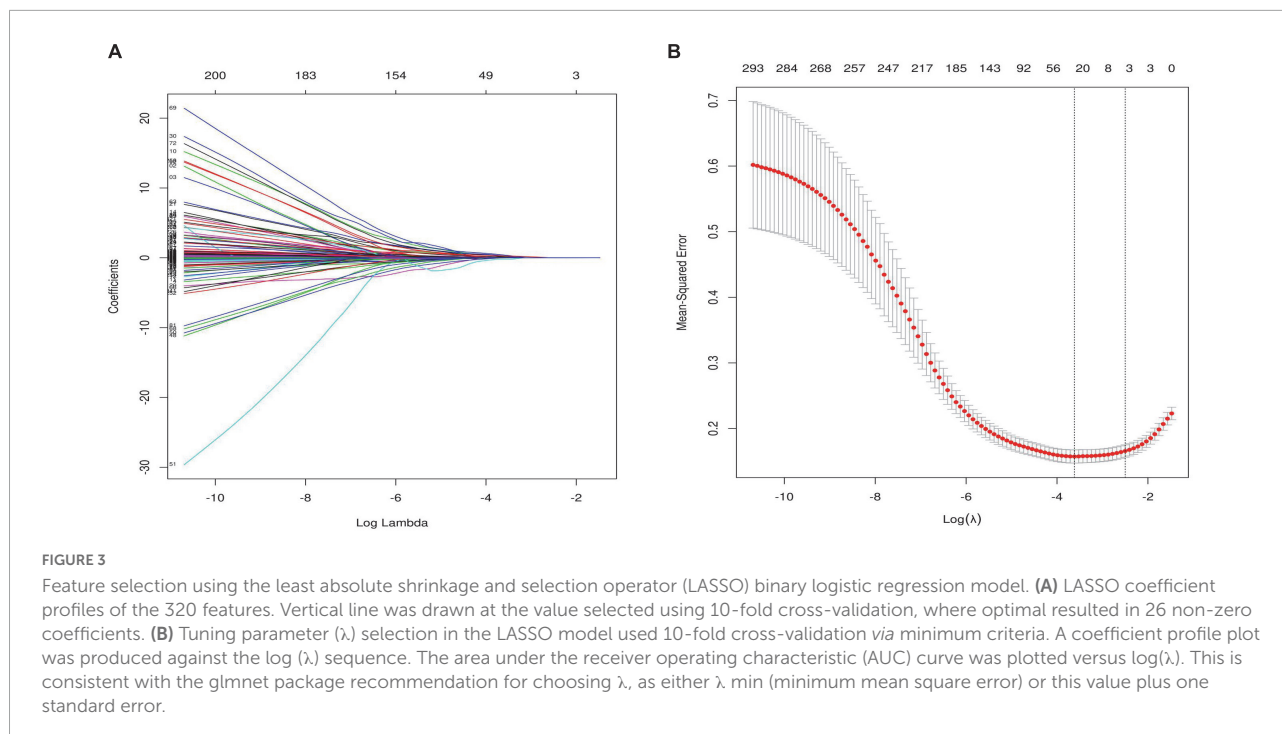 A
200 183 154 49 3
20
10
0
-10
-20
-30
Coefficients
69
30
72
10
02
03
51
48
-10 -8 -6 -4 -2
Log Lambda
B
293 284 268 257 247 217 185 143 92 56 20 8 3 3 0
0.7
0.6
0.5
0.4
0.3
0.2
Mean-Squared Error
-10 -8 -6 -4 -2
Log(λ)
FIGURE 3
Feature selection using the least absolute shrinkage and selection operator (LASSO) binary logistic regression model. (A) LASSO coefficient
profiles of the 320 features. Vertical line was drawn at the value selected using 10-fold cross-validation, where optimal resulted in 26 non-zero
coefficients. (B) Tuning parameter (λ) selection in the LASSO model used 10-fold cross-validation via minimum criteria. A coefficient profile plot
was produced against the log (λ) sequence. The area under the receiver operating characteristic (AUC) curve was plotted versus log(λ). This is
consistent with the glmnet package recommendation for choosing λ, as either λ min (minimum mean square error) or this value plus one
standard error.